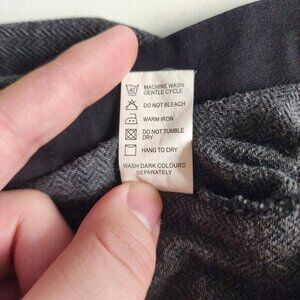 MACHINE WASH
GENTLE CYCLE
DO NOT BLEACH
WARM IRON
DO NOT TUMBLE
DRY
HANG TO DRY
WASH DARK COLOURS
SEPARATELY